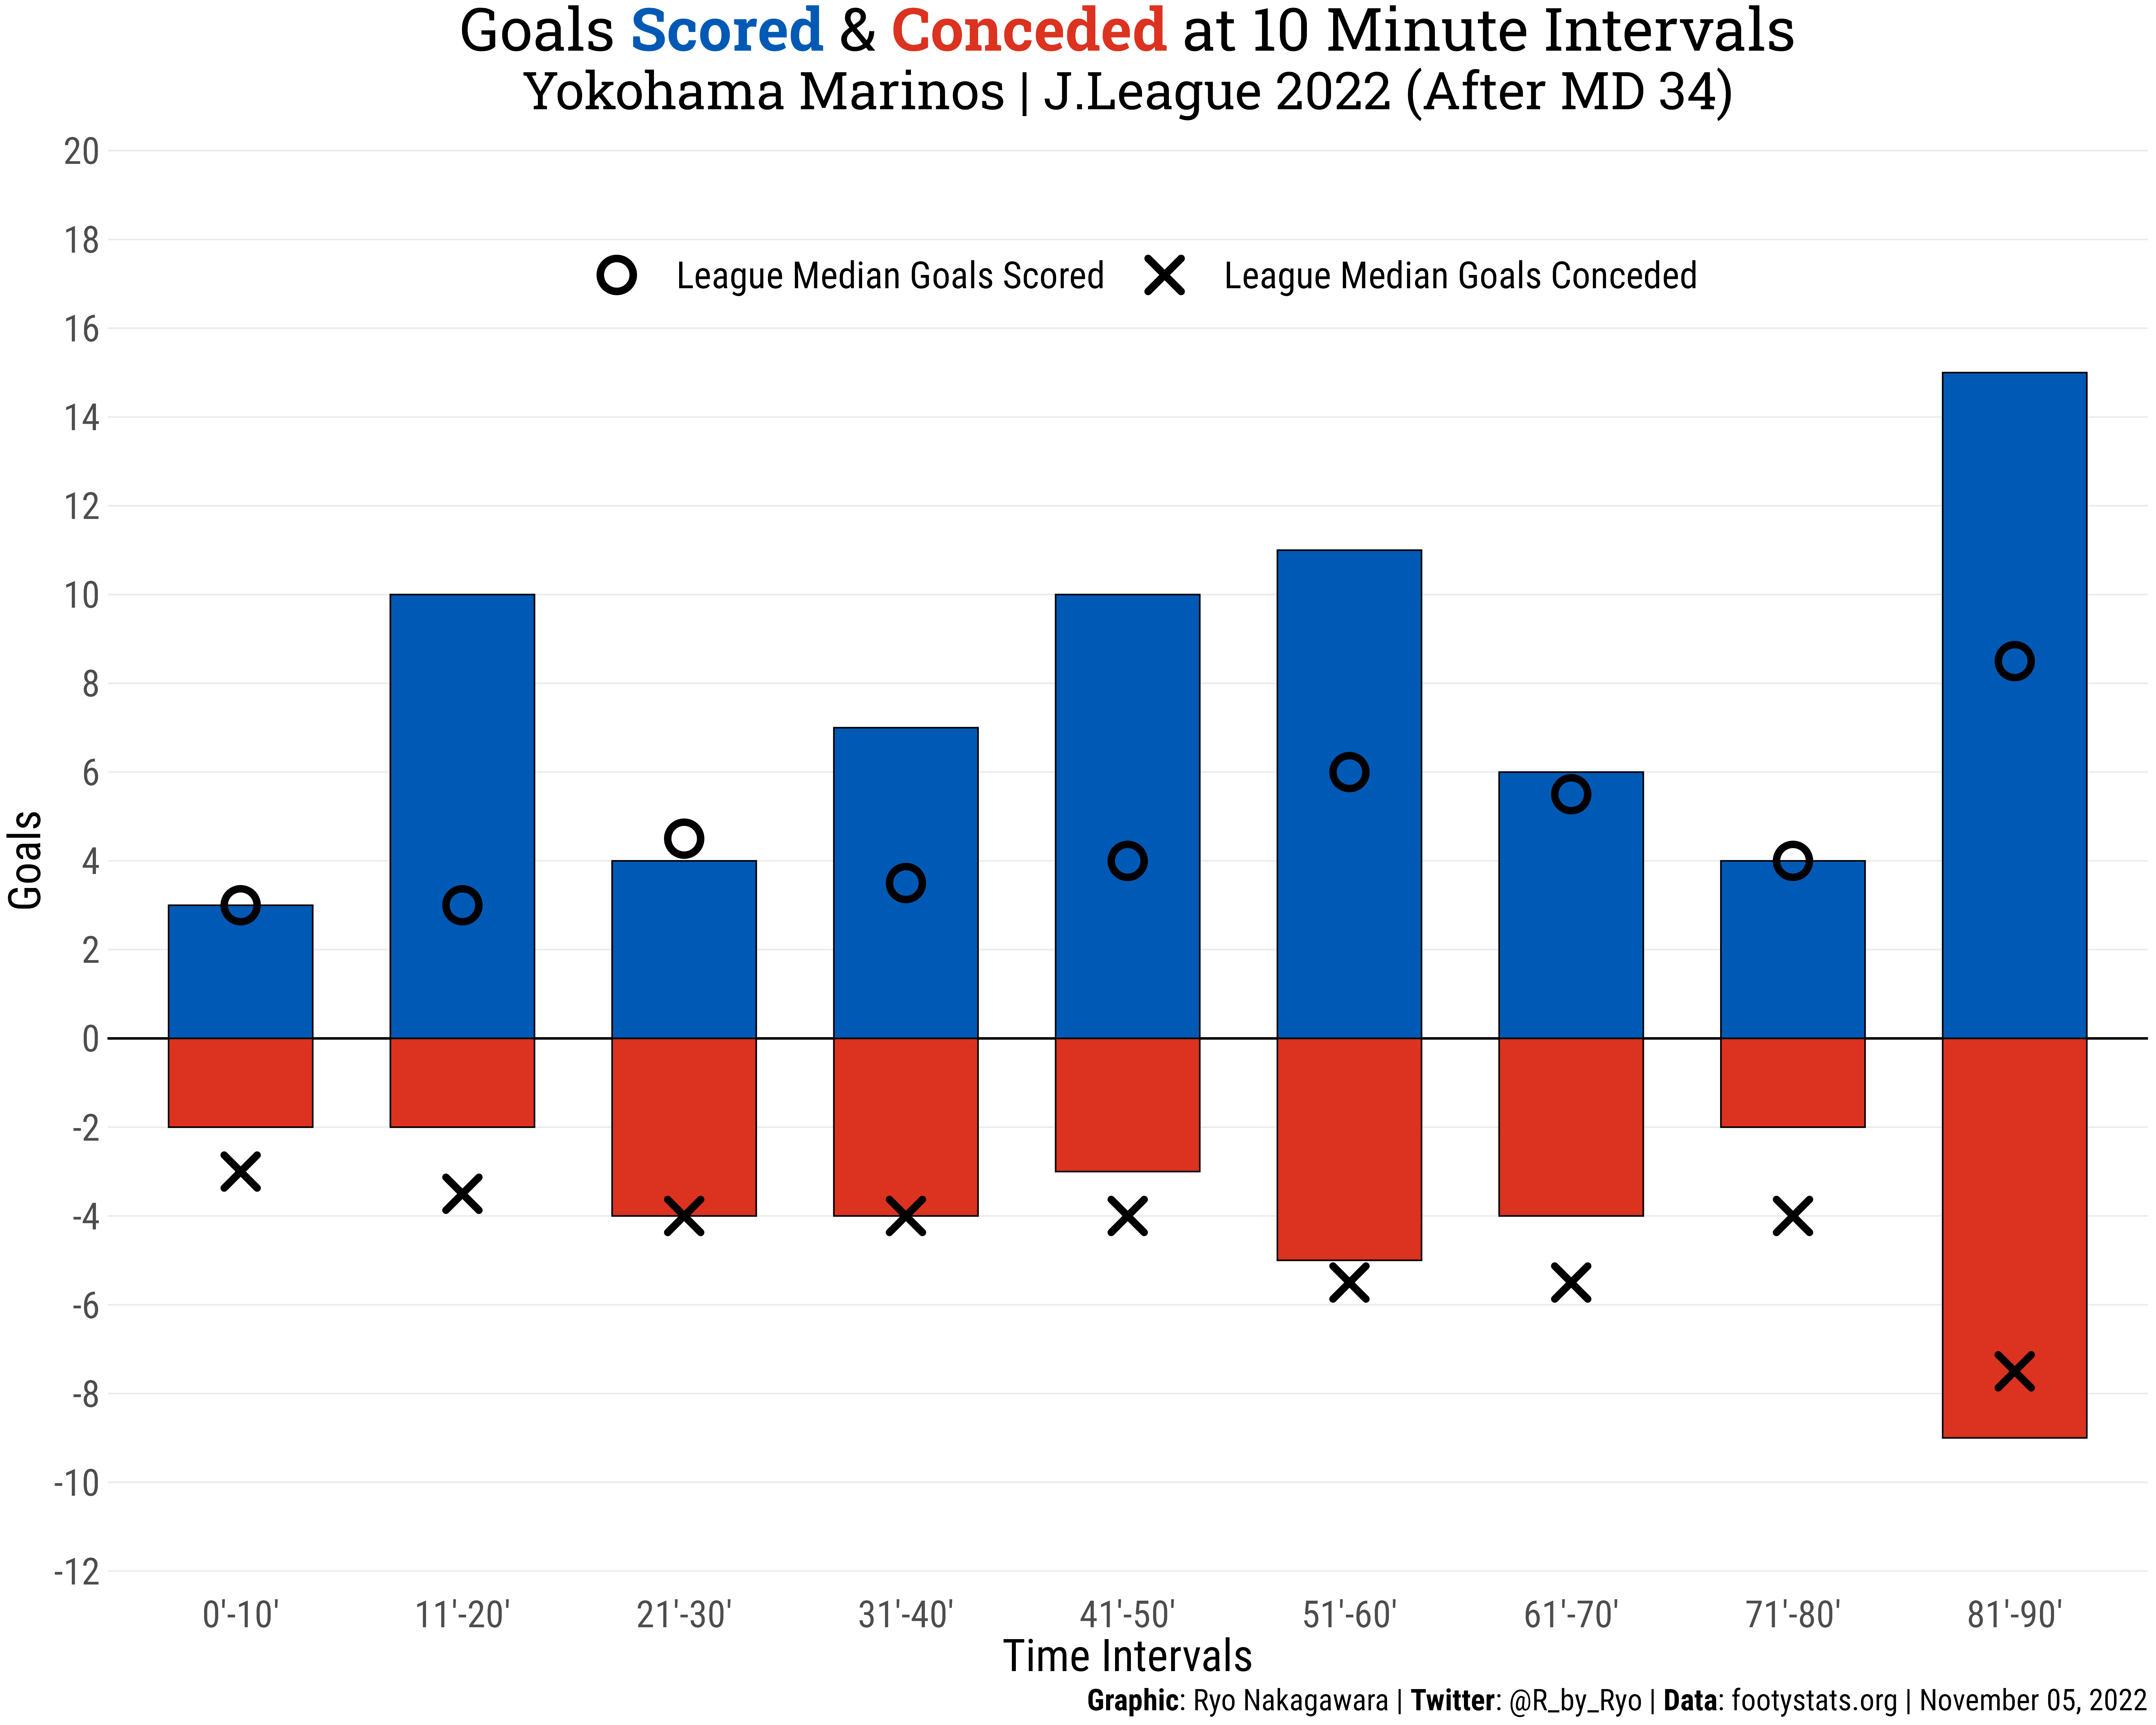 Goals Scored & Conceded at 10 Minute Intervals
Yokohama Marinos | J.League 2022 (After MD 34)
20
18
League Median Goals Scored League Median Goals Conceded
16
14
12
10
8
6
4
2
0
-2
-4
-6
-8
-10
-12
Goals
0'-10' 11'-20' 21'-30' 31'-40' 41'-50' 51'-60' 61'-70' 71'-80' 81'-90'
Time Intervals
Graphic: Ryo Nakagawara | Twitter: @R_by_Ryo | Data: footystats.org | November 05, 2022